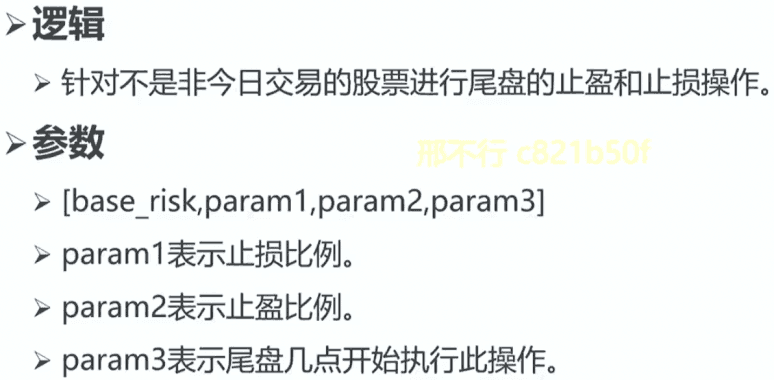 ➢逻辑
➢针对不是非今日交易的股票进行尾盘的止盈和止损操作。
➢参数
邢不行 c821b50f
➢[base_risk,param1,param2,param3]
➢param1表示止损比例。
➢param2表示止盈比例。
➢param3表示尾盘几点开始执行此操作。